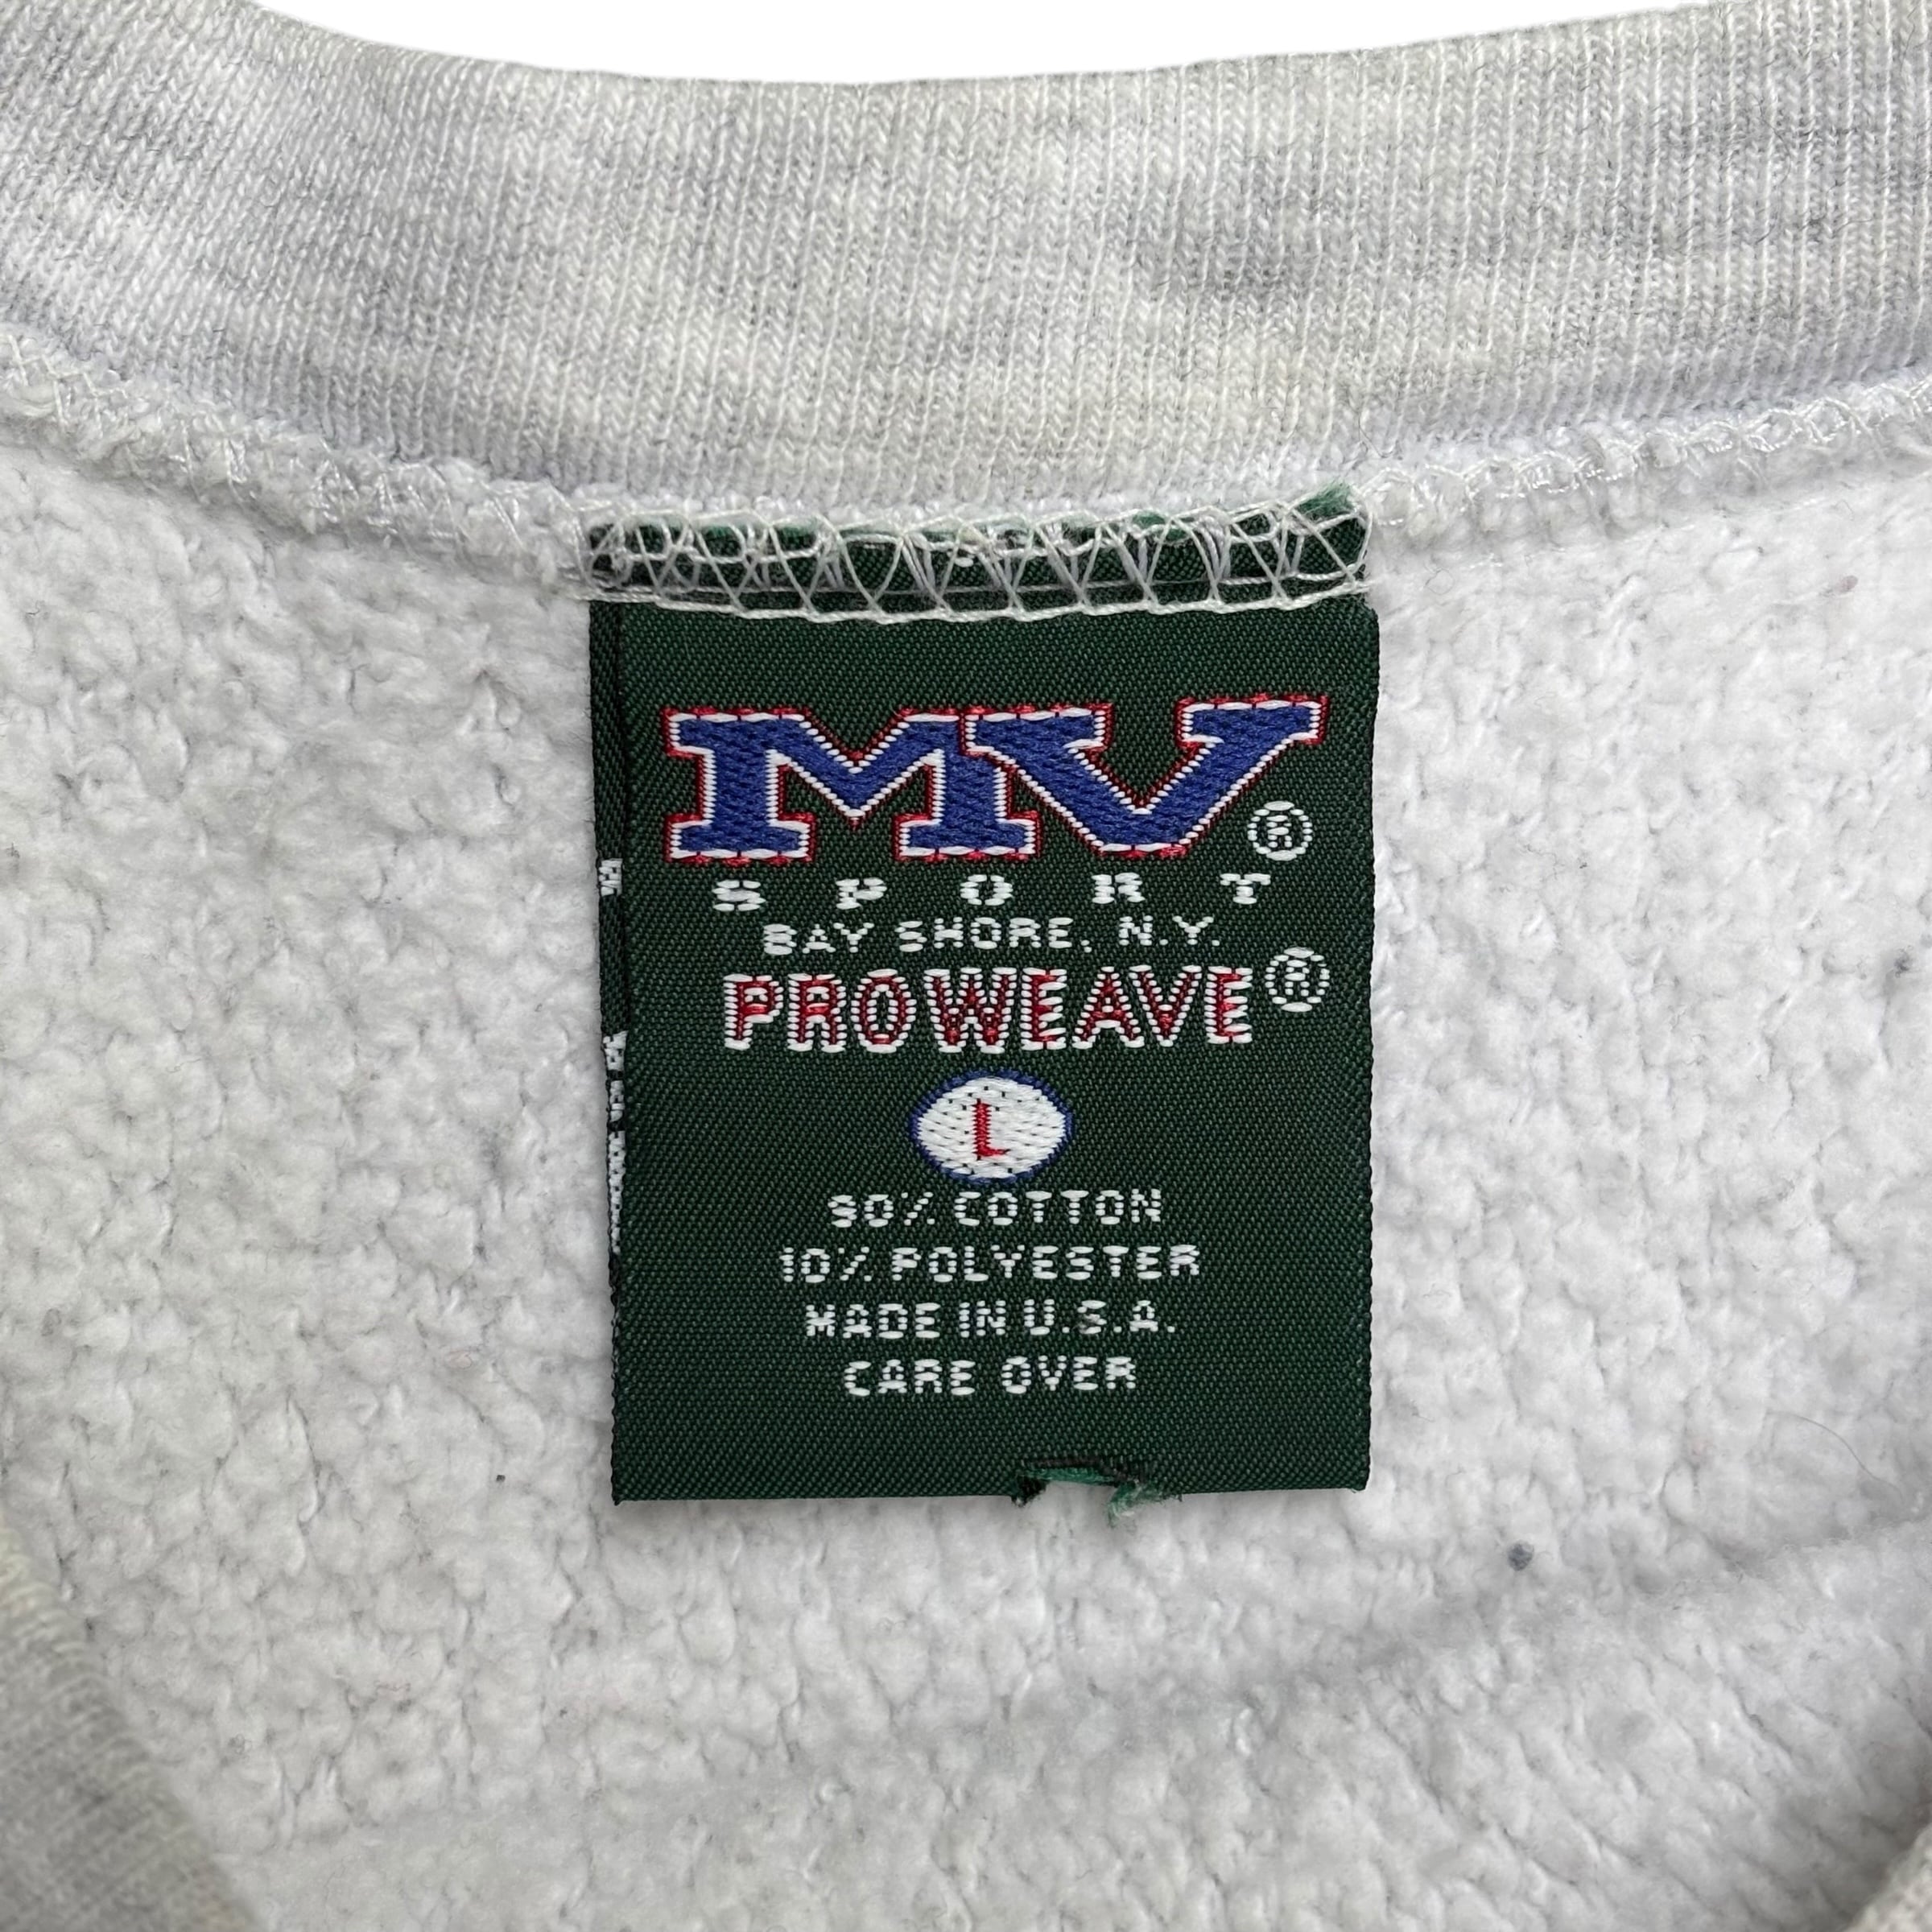 MV®
SPORT
BAY SHORE, N.Y.
PROWEAVE®
L
90% COTTON
10% POLYESTER
MADE IN U.S.A.
CARE OVER